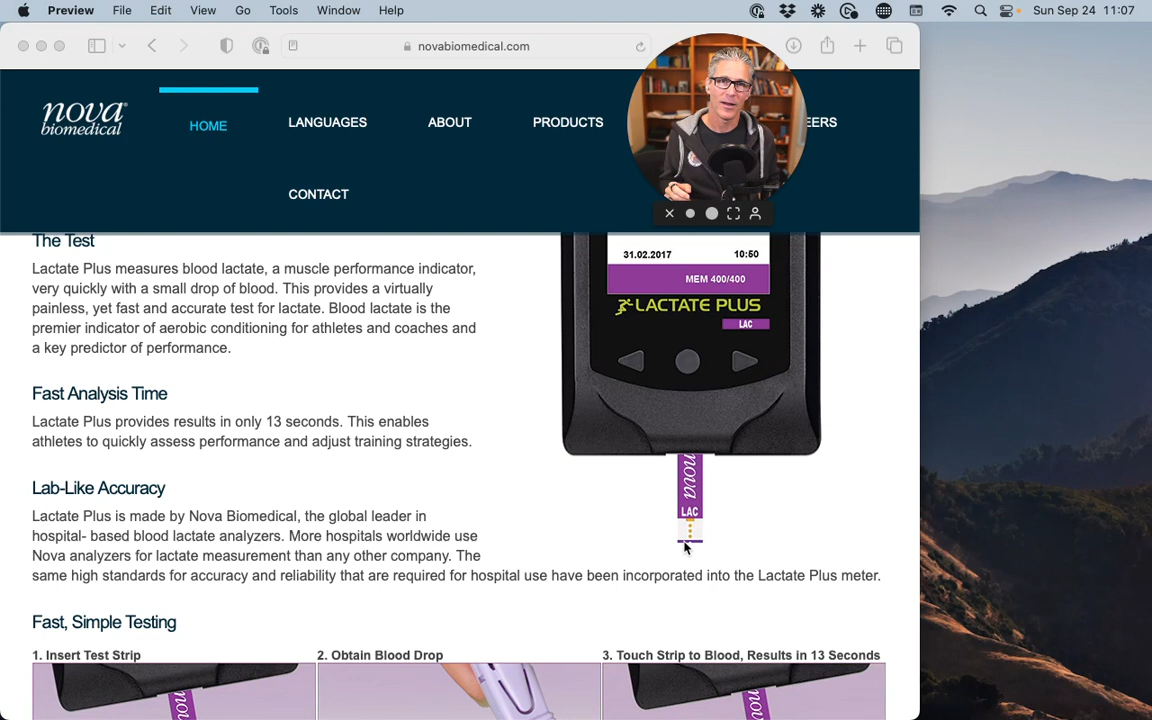 Preview File Edit View Go Tools Window Help Sun Sep 24 11:07
novabiomedical.com
nova biomedical
HOME LANGUAGES ABOUT PRODUCTS EERS
CONTACT
The Test
Lactate Plus measures blood lactate, a muscle performance indicator,
very quickly with a small drop of blood. This provides a virtually
painless, yet fast and accurate test for lactate. Blood lactate is the
premier indicator of aerobic conditioning for athletes and coaches and
a key predictor of performance.
31.02.2017 10:50
MEM 400/400
LACTATE PLUS
LAC
Fast Analysis Time
Lactate Plus provides results in only 13 seconds. This enables
athletes to quickly assess performance and adjust training strategies.
nova
LAC
Lab-Like Accuracy
Lactate Plus is made by Nova Biomedical, the global leader in
hospital- based blood lactate analyzers. More hospitals worldwide use
Nova analyzers for lactate measurement than any other company. The
same high standards for accuracy and reliability that are required for hospital use have been incorporated into the Lactate Plus meter.
Fast, Simple Testing
1. Insert Test Strip
2. Obtain Blood Drop
3. Touch Strip to Blood, Results in 13 Seconds
nova
nova